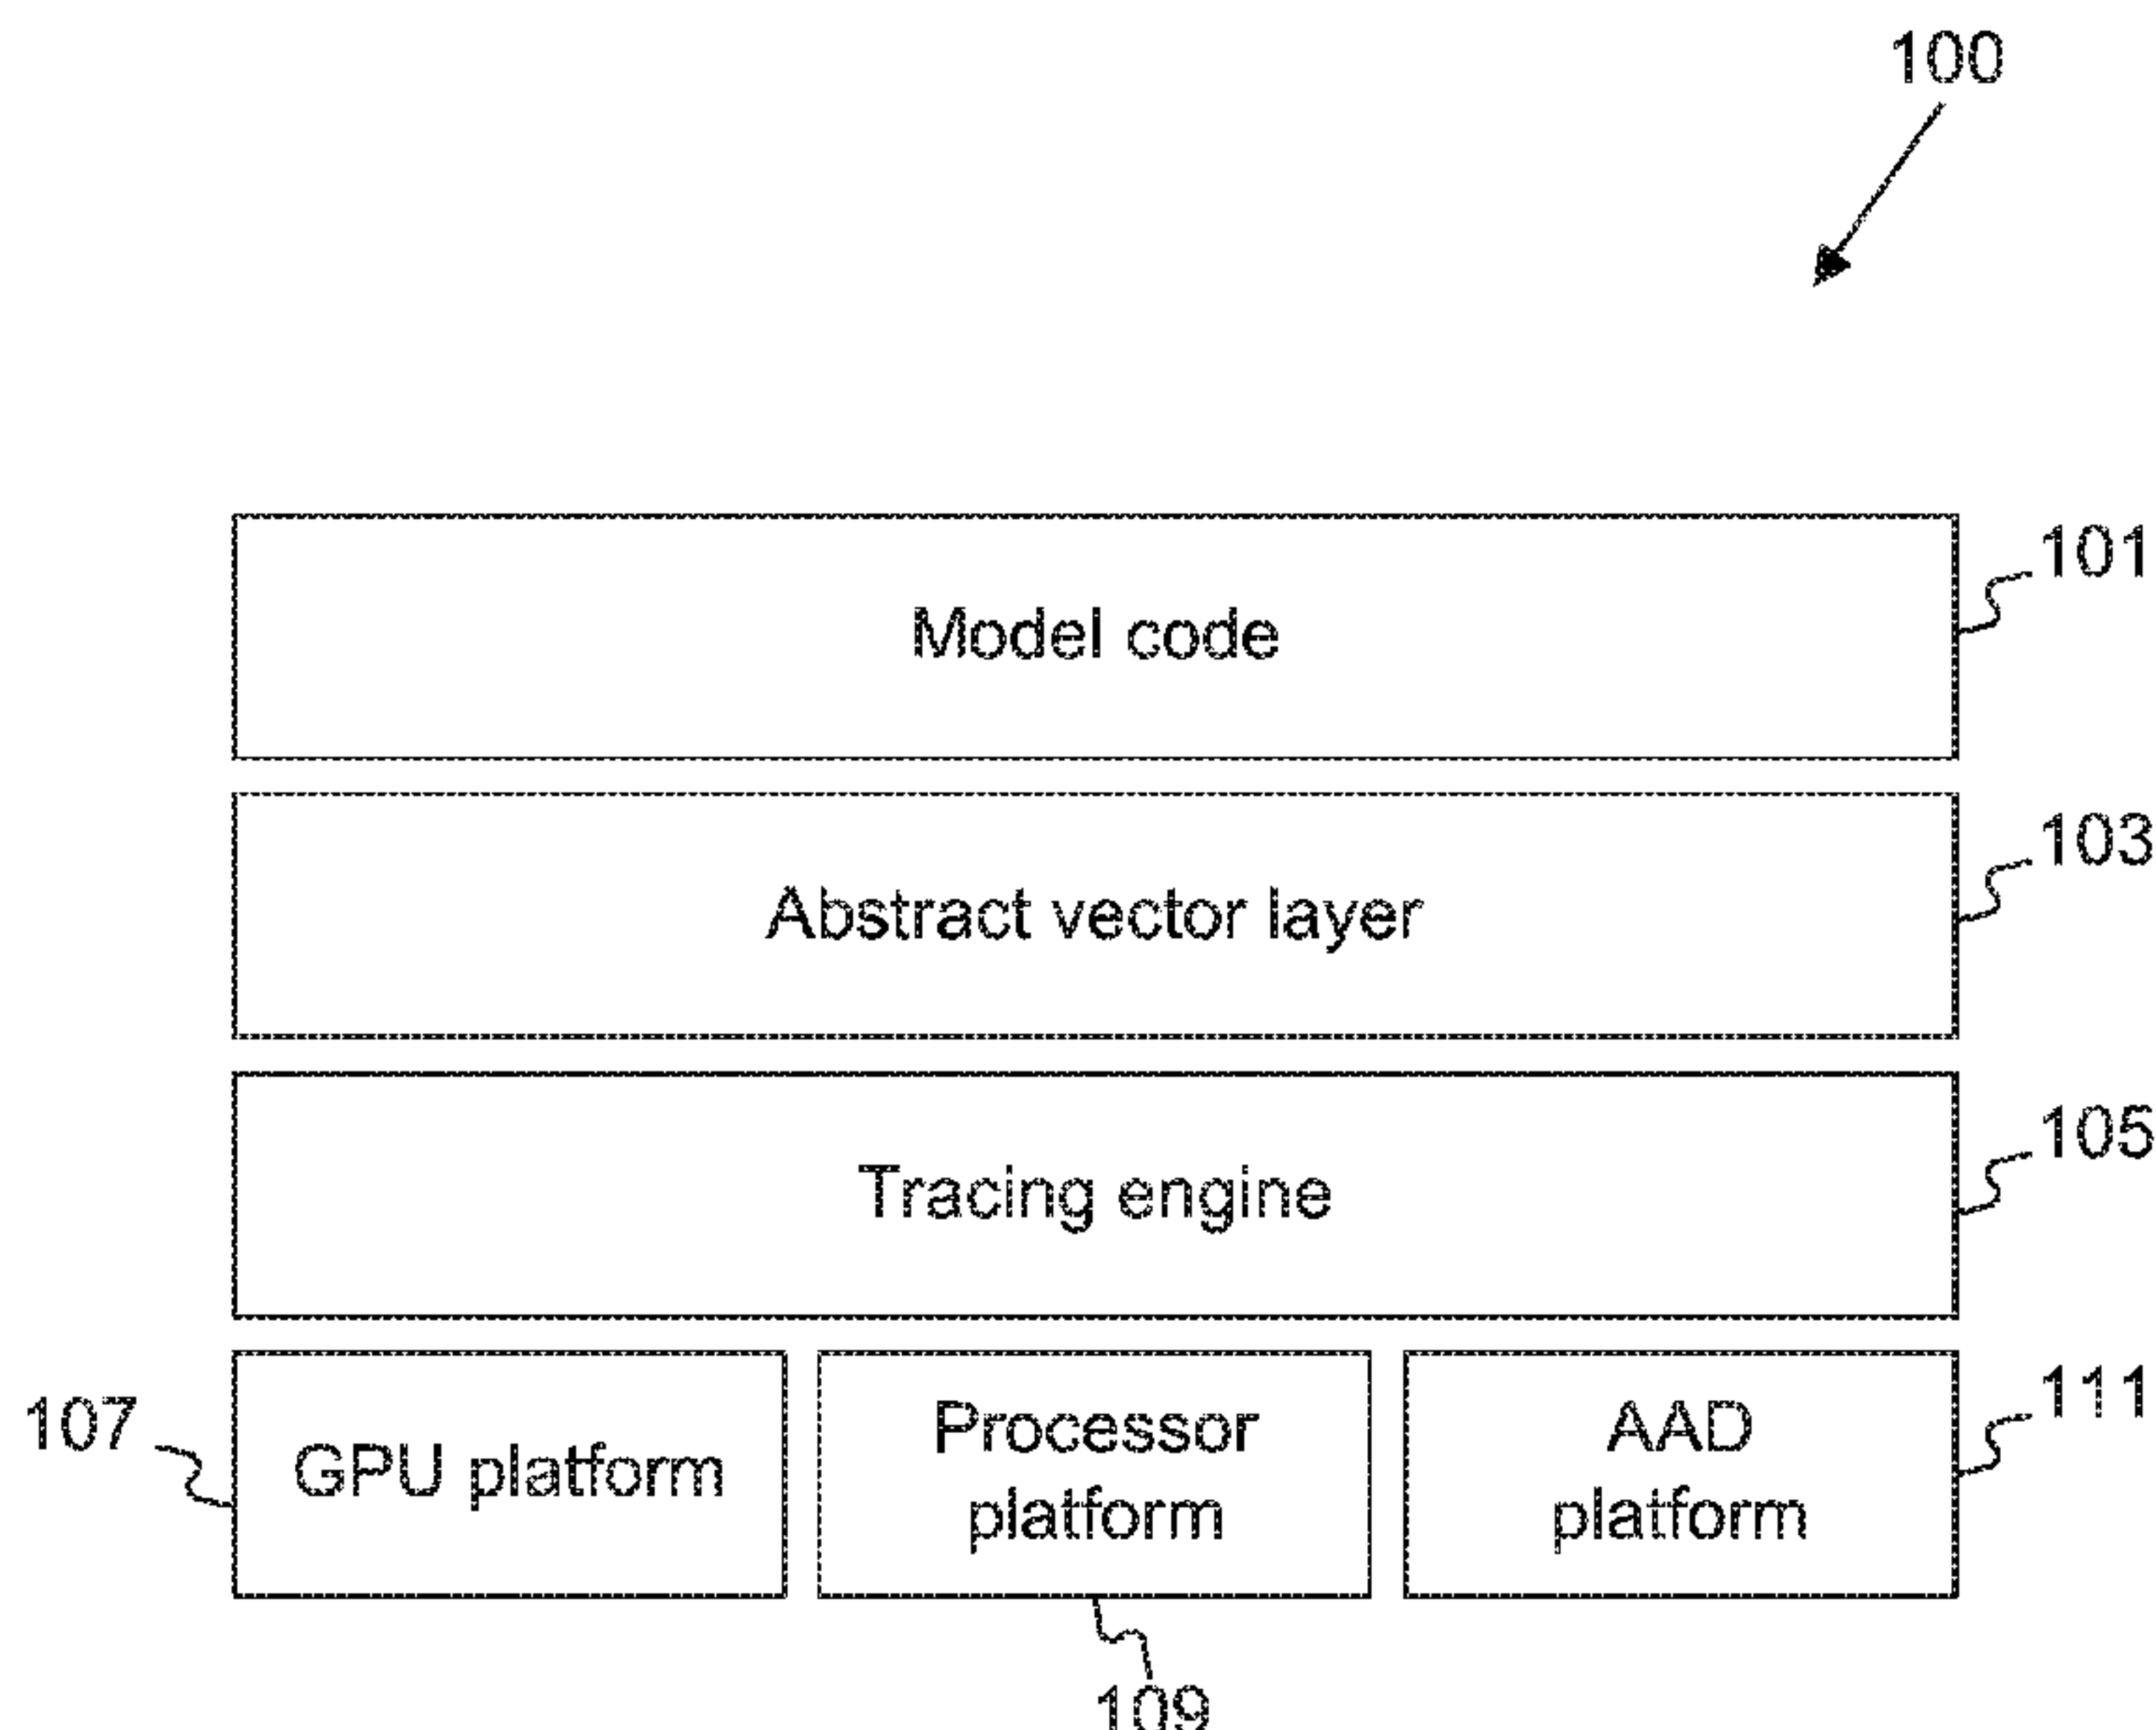 100
Model code
101
Abstract vector layer
103
Tracing engine
105
107
GPU platform
Processor
platform
AAD
platform
111
109